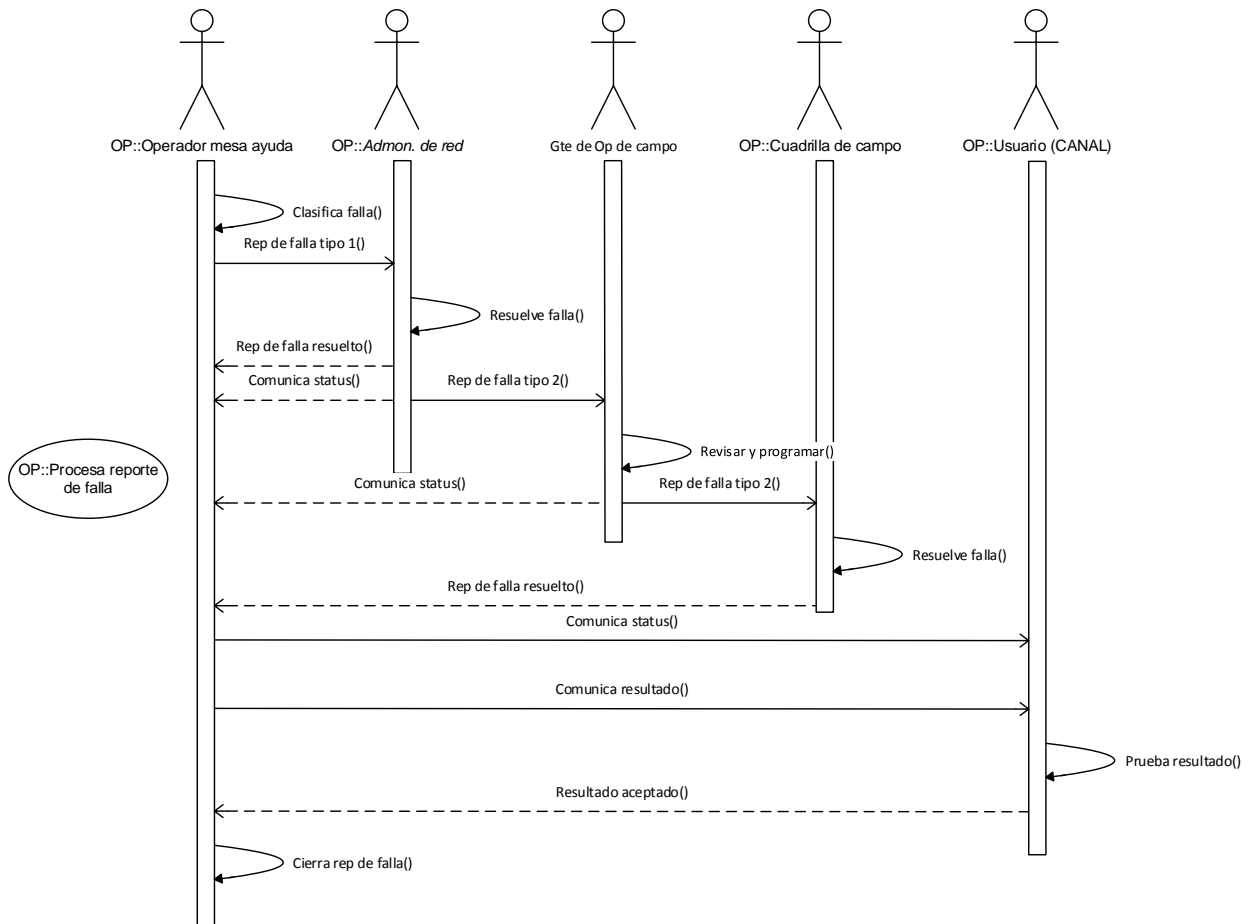 OP::Operador mesa ayuda
OP::Admon. de red
Gte de Op de campo
OP::Cuadrilla de campo
OP::Usuario (CANAL)
Clasifica falla()
Rep de falla tipo 1()
Resuelve falla()
Rep de falla resuelto()
Comunica status()
Rep de falla tipo 2()
Revisar y programar()
OP::Procesa reporte
de falla
Comunica status()
Rep de falla tipo 2()
Resuelve falla()
Rep de falla resuelto()
Comunica status()
Comunica resultado()
Prueba resultado()
Resultado aceptado()
Cierra rep de falla()